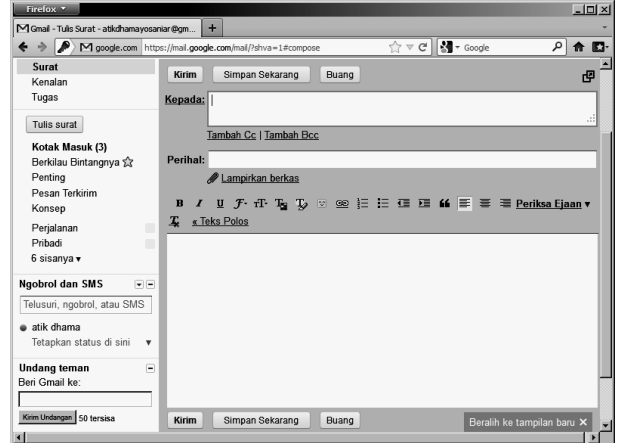 Firefox
Gmail - Tulis Surat - atikdhamayosaniar@gm...
google.com https://mail.google.com/mail/?shva=1#compose
Google
Surat
Kenalan
Tugas
Tulis surat
Kotak Masuk (3)
Berkilau Bintangnya
Penting
Pesan Terkirim
Konsep
Perjalanan
Pribadi
6 sisanya
Ngobrol dan SMS
Telusuri, ngobrol, atau SMS
atik dhama
Tetapkan status di sini
Undang teman
Beri Gmail ke:
Kirim Undangan 50 tersisa
Kirim Simpan Sekarang Buang
Kepada:
Tambah Cc | Tambah Bcc
Perihal:
Lampirkan berkas
B I U Periksa Ejaan
« Teks Polos
Kirim Simpan Sekarang Buang
Beralih ke tampilan baru